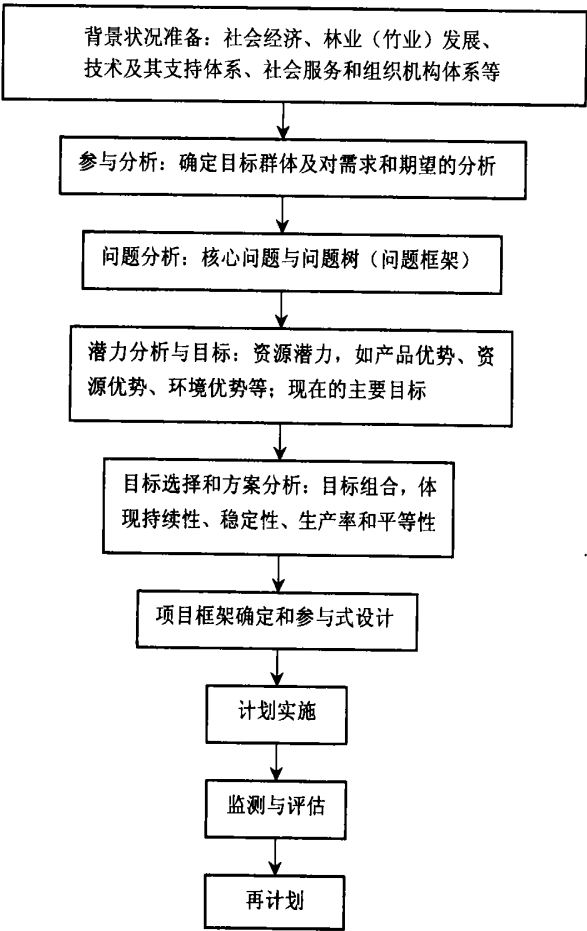 背景状况准备：社会经济、林业（竹业）发展、
技术及其支持体系、社会服务和组织机构体系等
参与分析：确定目标群体及对需求和期望的分析
问题分析：核心问题与问题树（问题框架）
潜力分析与目标：资源潜力，如产品优势、资
源优势、环境优势等；现在的主要目标
目标选择和方案分析：目标组合，体
现持续性、稳定性、生产率和平等性
项目框架确定和参与式设计
计划实施
监测与评估
再计划